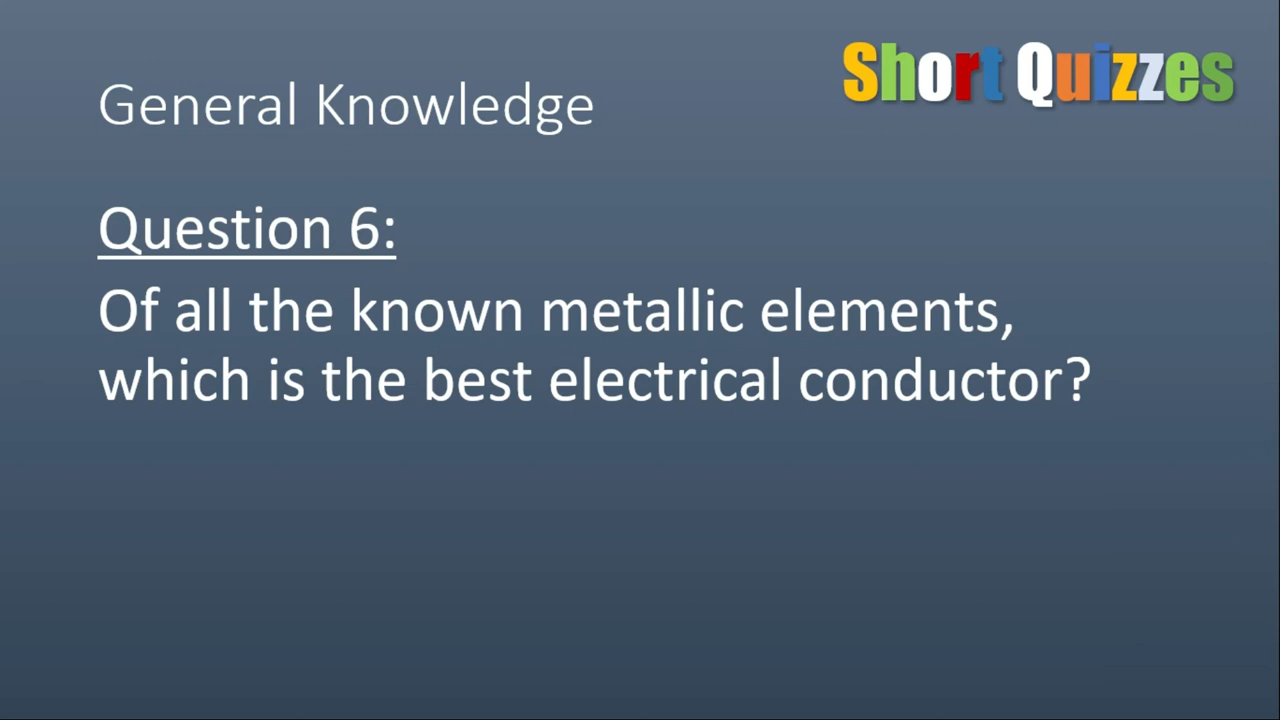 Short Quizzes
General Knowledge
Question 6:
Of all the known metallic elements,
which is the best electrical conductor?